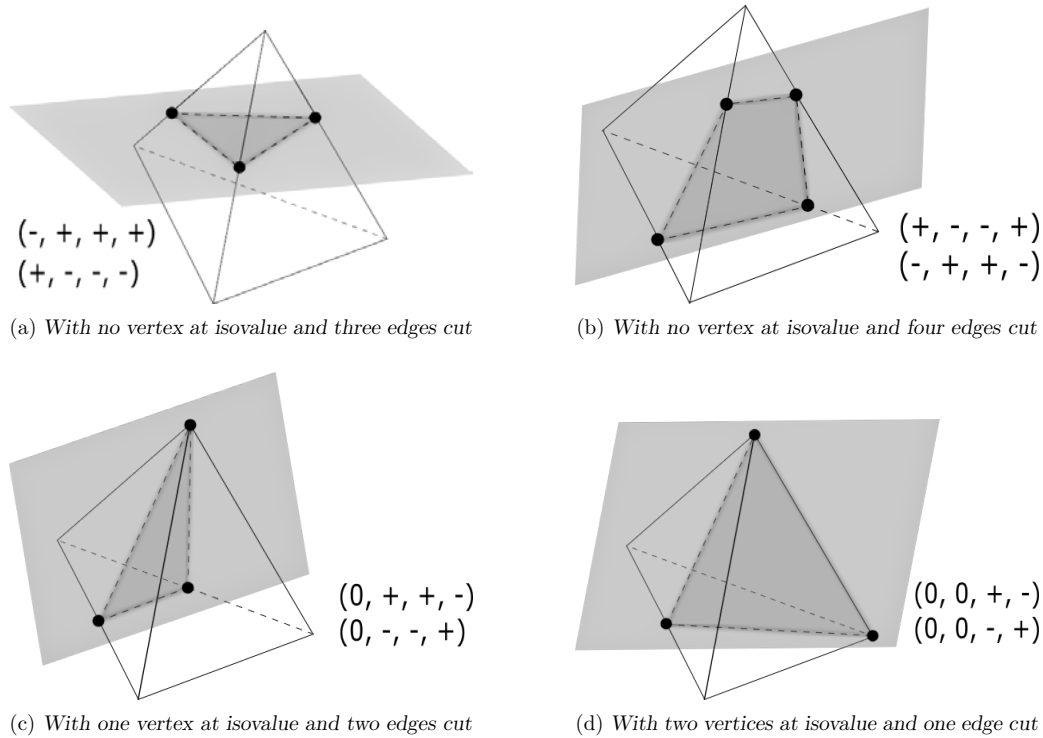 (-, +, +, +)
(+, -, -, -)
(a) With no vertex at isovalue and three edges cut
(+, -, -, +)
(-, +, +, -)
(b) With no vertex at isovalue and four edges cut
(0, +, +, -)
(0, -, -, +)
(c) With one vertex at isovalue and two edges cut
(0, 0, +, -)
(0, 0, -, +)
(d) With two vertices at isovalue and one edge cut